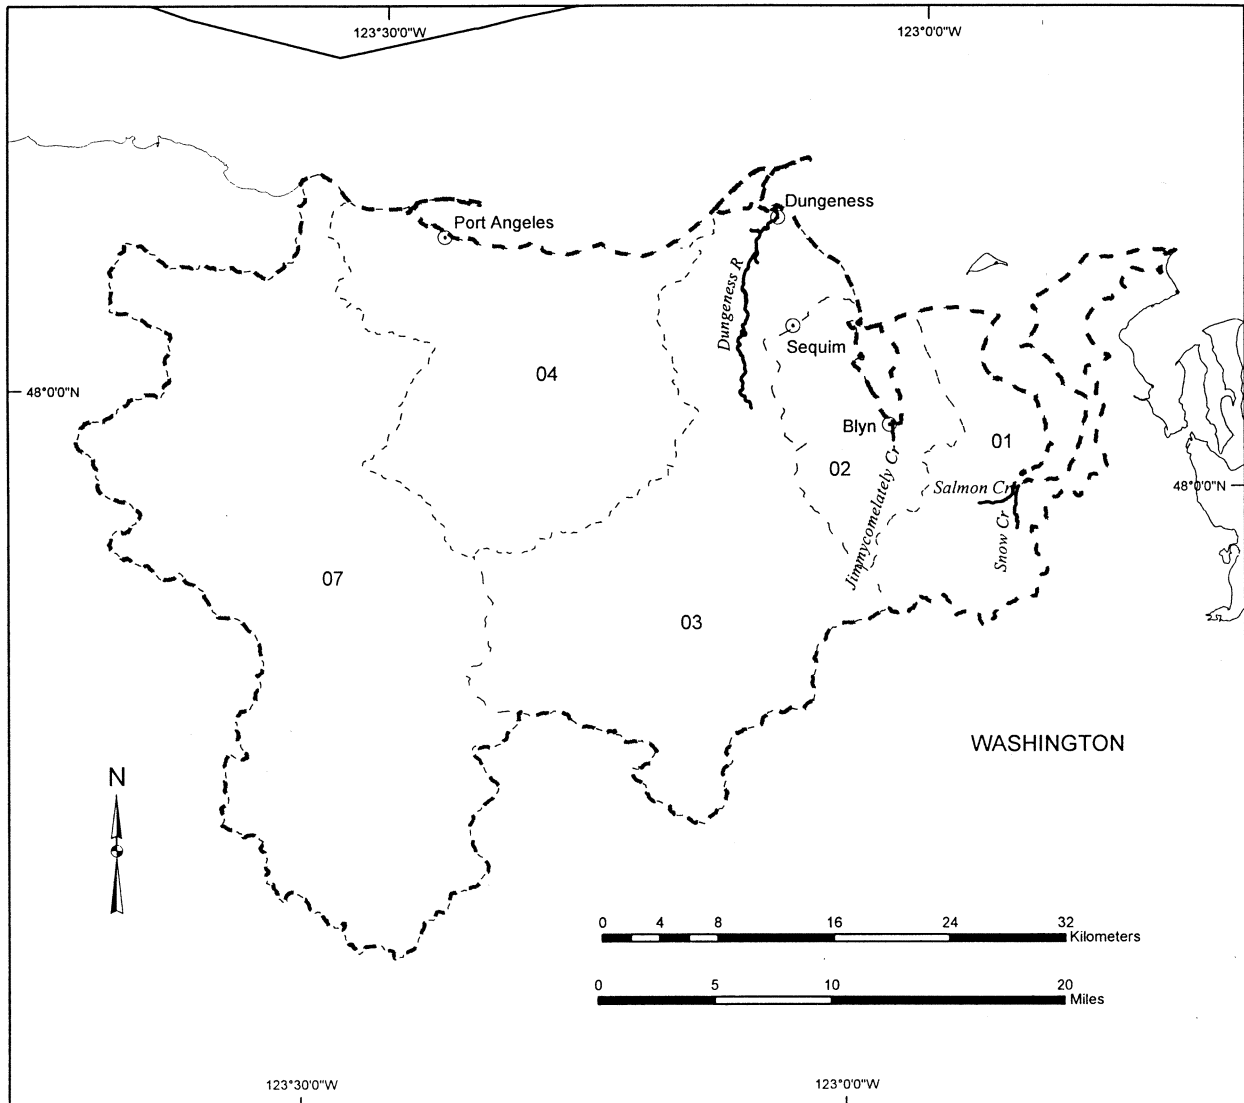 123°30'0"W
123°0'0"W
Dungeness
Port Angeles
Dungeness R
Sequim
04
48°0'0"N
Blyn
01
02
Salmon Cr
48°0'0"N
Jimmycomelately Cr
Snow Cr
07
03
WASHINGTON
N
0 4 8 16 24 32
Kilometers
0 5 10 20
Miles
123°30'0"W
123°0'0"W